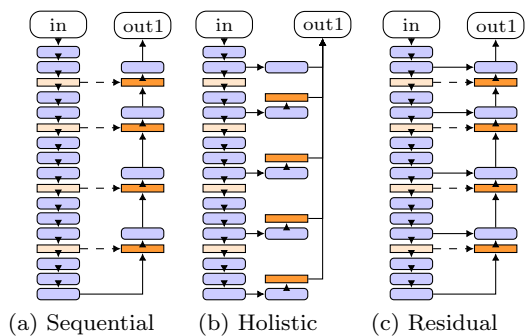 in out1 in out1 in out1
(a) Sequential (b) Holistic (c) Residual